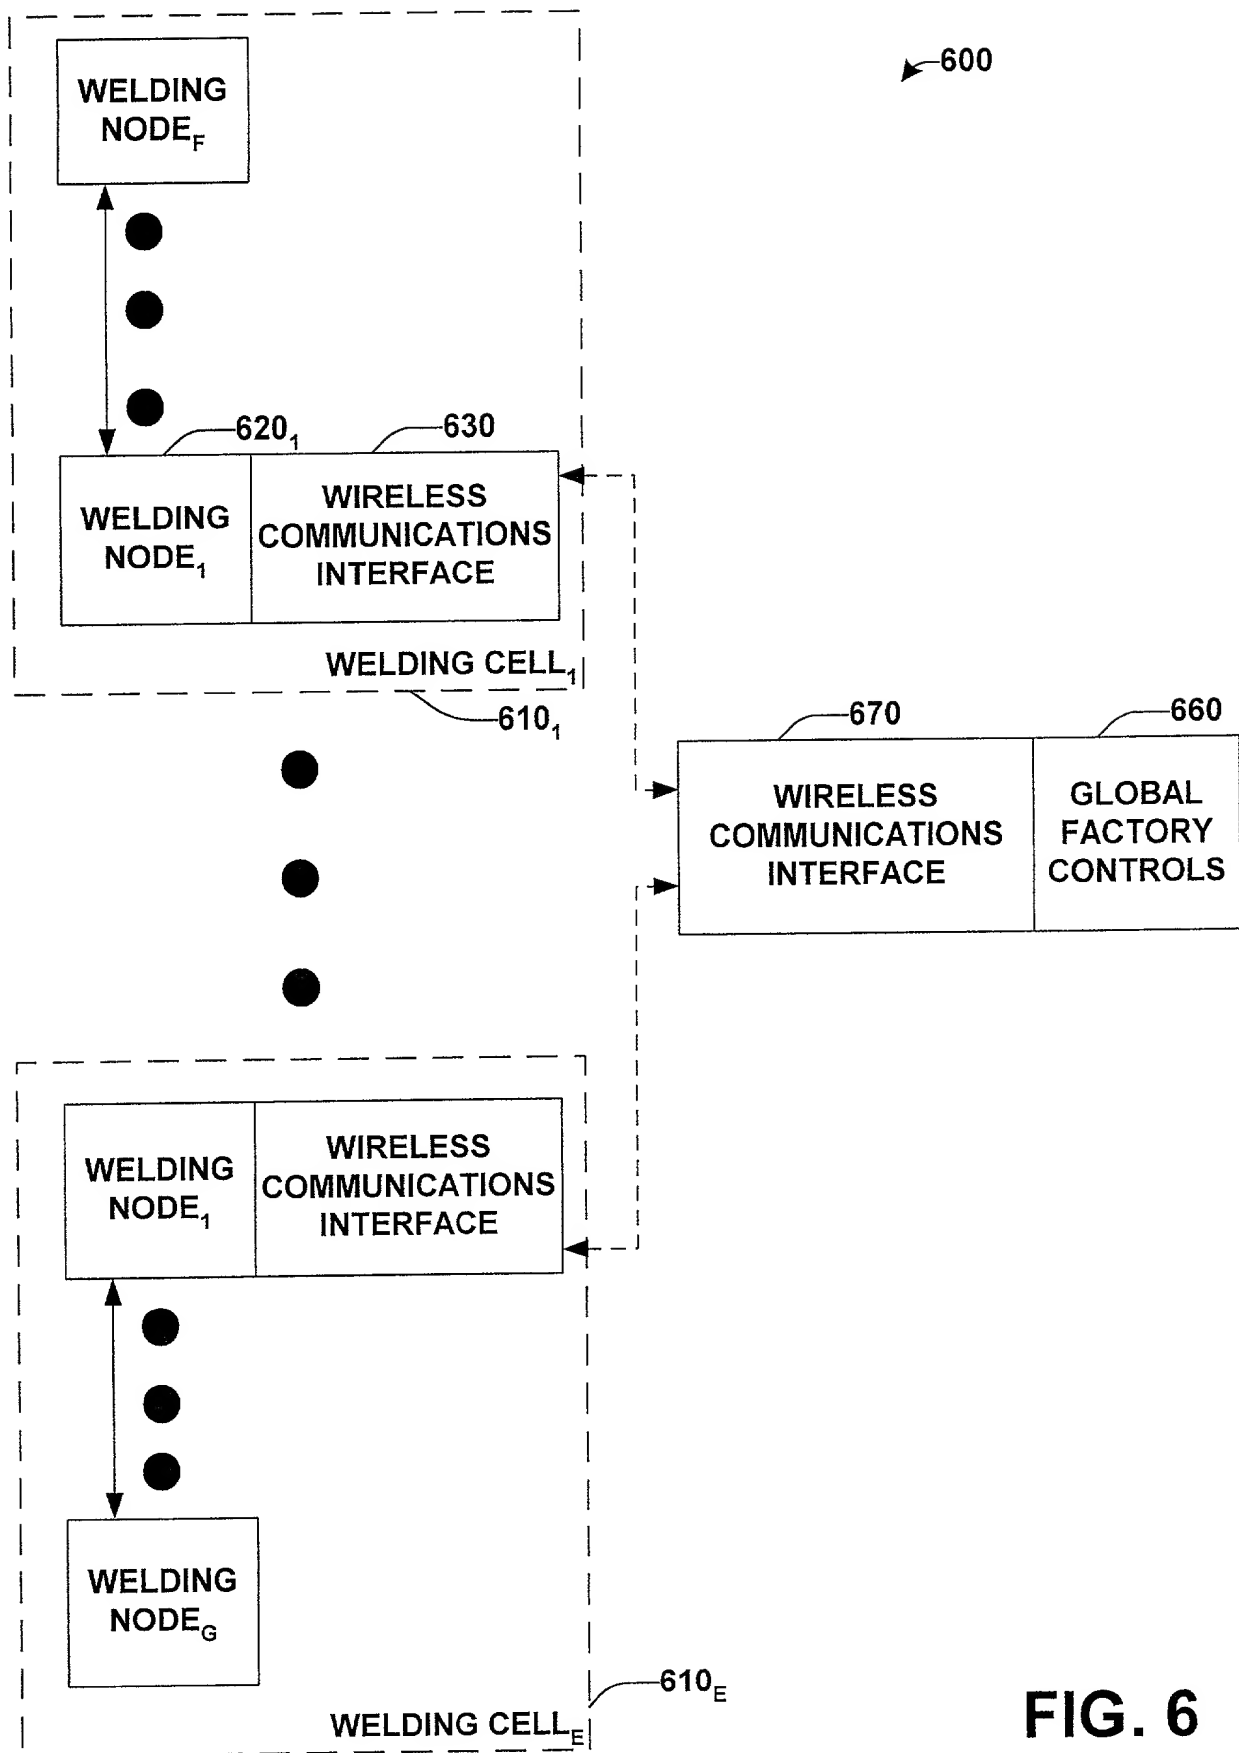 600
WELDING
NODE_F
620_1
630
WELDING
NODE_1
WIRELESS
COMMUNICATIONS
INTERFACE
WELDING CELL_1
610_1
670
660
WIRELESS
COMMUNICATIONS
INTERFACE
GLOBAL
FACTORY
CONTROLS
WELDING
NODE_1
WIRELESS
COMMUNICATIONS
INTERFACE
WELDING
NODE_G
610_E
WELDING CELL_E
FIG. 6